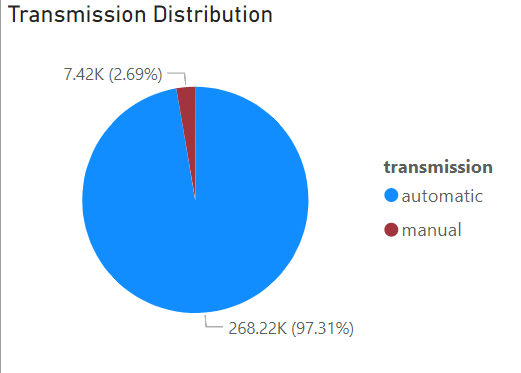 Transmission Distribution
7.42K (2.69%)
transmission
automatic
manual
268.22K (97.31%)